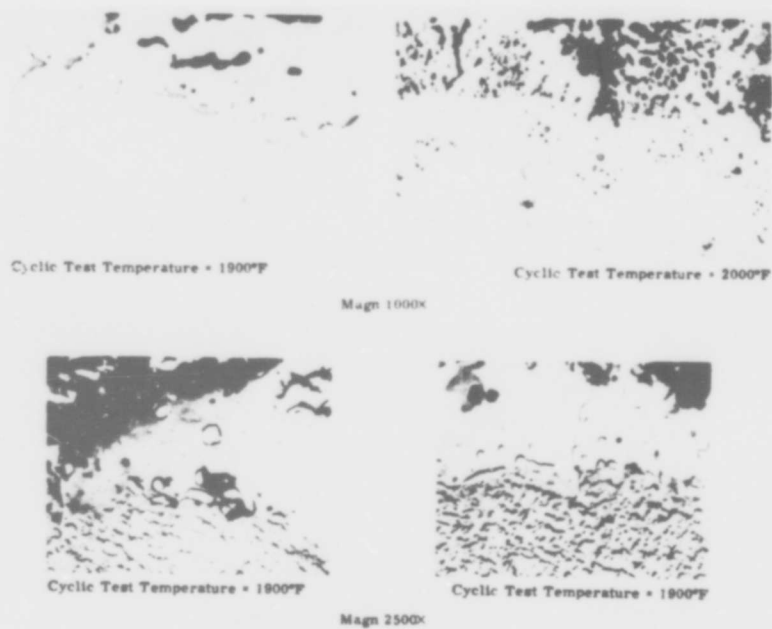 Cyclic Test Temperature = 1900°F
Cyclic Test Temperature = 2000°F
Magn 1000×
Cyclic Test Temperature = 1900°F
Cyclic Test Temperature = 1900°F
Magn 2500×